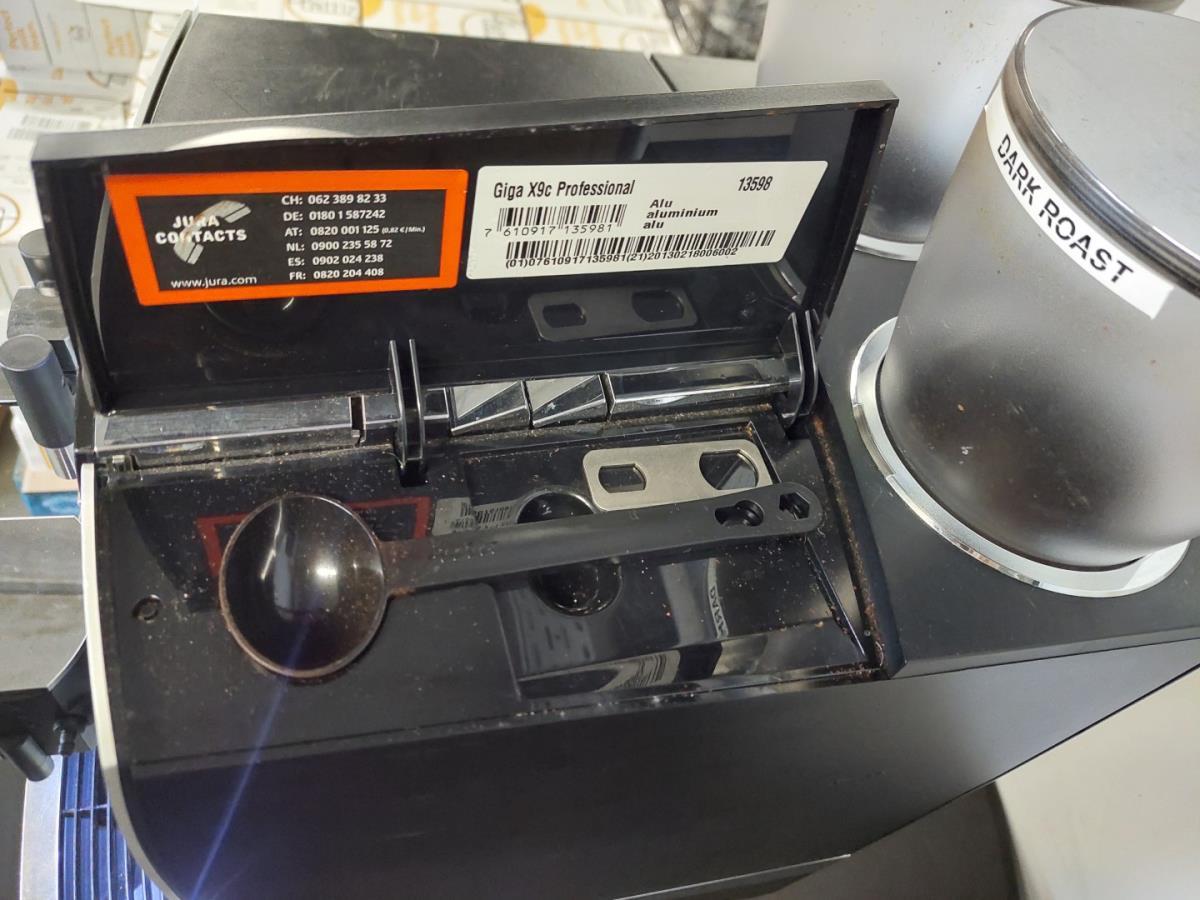 JURA
CONTACTS
www.jura.com
CH: 062 389 82 33
DE: 0180 1 587242
AT: 0820 001 125 (0,82 €/Min.)
NL: 0900 235 58 72
ES: 0902 024 238
FR: 0820 204 408
Giga X9c Professional 13598
Alu
aluminium
alu
7 610917 135981
(01)07610917135981(21)20130218006002
DARK ROAST